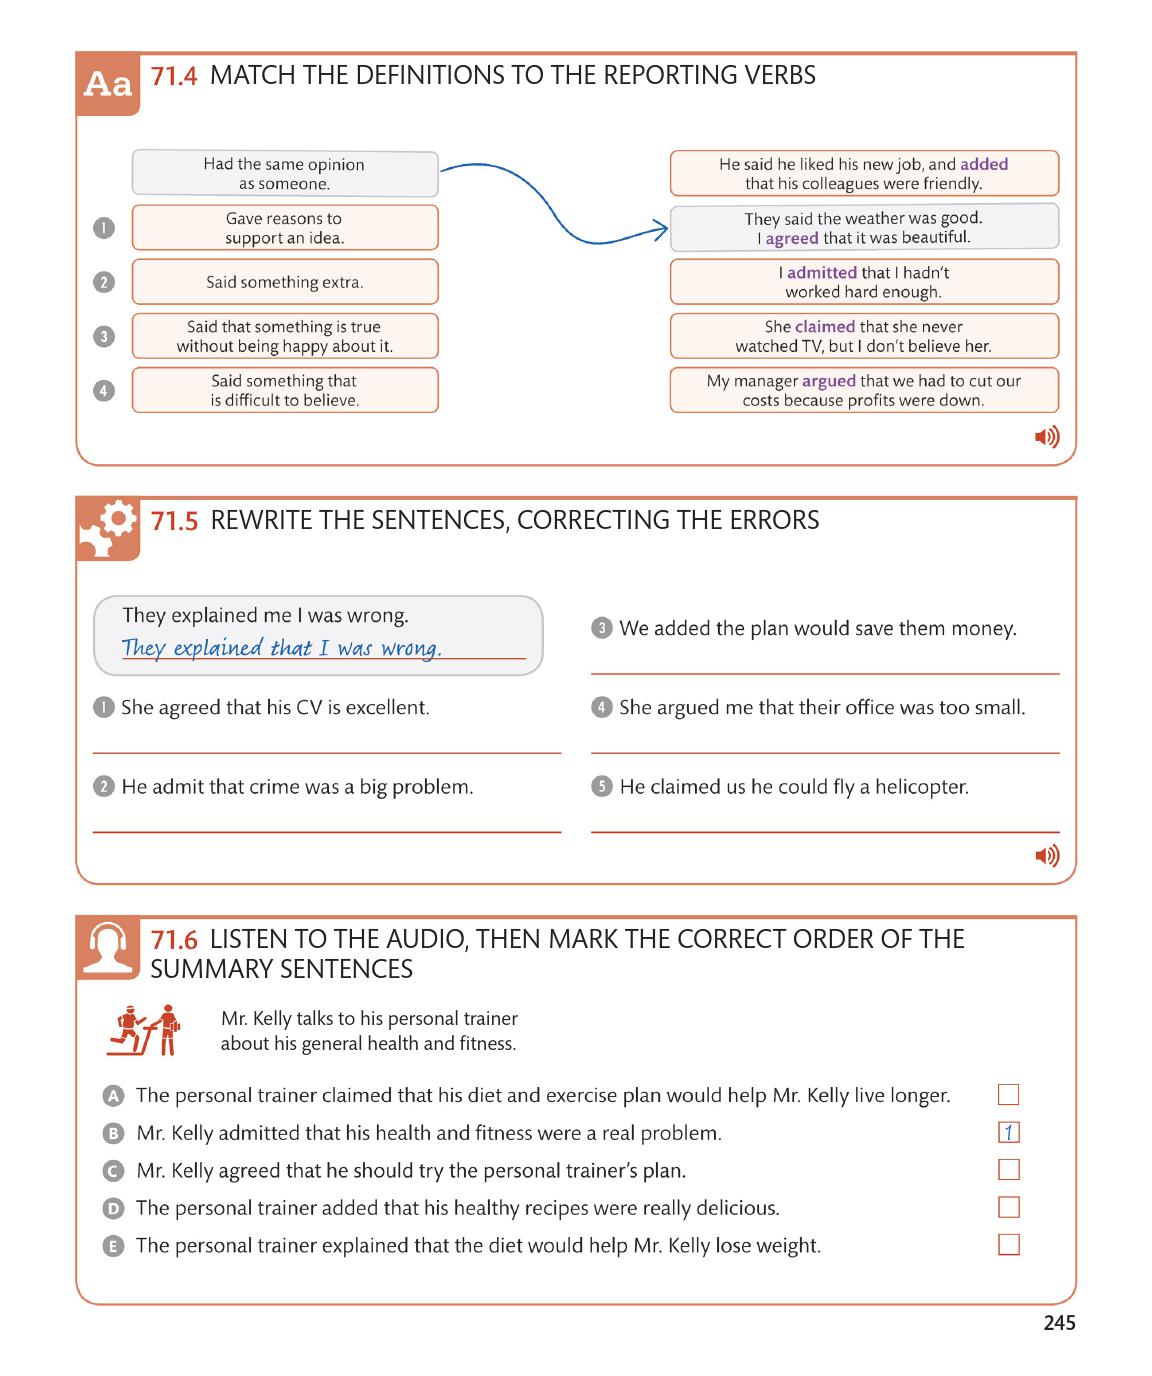 Aa 71.4 MATCH THE DEFINITIONS TO THE REPORTING VERBS
Had the same opinion
as someone.
1 Gave reasons to
support an idea.
2 Said something extra.
3 Said that something is true
without being happy about it.
4 Said something that
is difficult to believe.
He said he liked his new job, and added
that his colleagues were friendly.
They said the weather was good.
I agreed that it was beautiful.
I admitted that I hadn't
worked hard enough.
She claimed that she never
watched TV, but I don't believe her.
My manager argued that we had to cut our
costs because profits were down.
71.5 REWRITE THE SENTENCES, CORRECTING THE ERRORS
They explained me I was wrong.
They explained that I was wrong.
1 She agreed that his CV is excellent.
2 He admit that crime was a big problem.
3 We added the plan would save them money.
4 She argued me that their office was too small.
5 He claimed us he could fly a helicopter.
71.6 LISTEN TO THE AUDIO, THEN MARK THE CORRECT ORDER OF THE
SUMMARY SENTENCES
Mr. Kelly talks to his personal trainer
about his general health and fitness.
A The personal trainer claimed that his diet and exercise plan would help Mr. Kelly live longer.
B Mr. Kelly admitted that his health and fitness were a real problem. 1
C Mr. Kelly agreed that he should try the personal trainer's plan.
D The personal trainer added that his healthy recipes were really delicious.
E The personal trainer explained that the diet would help Mr. Kelly lose weight.
245